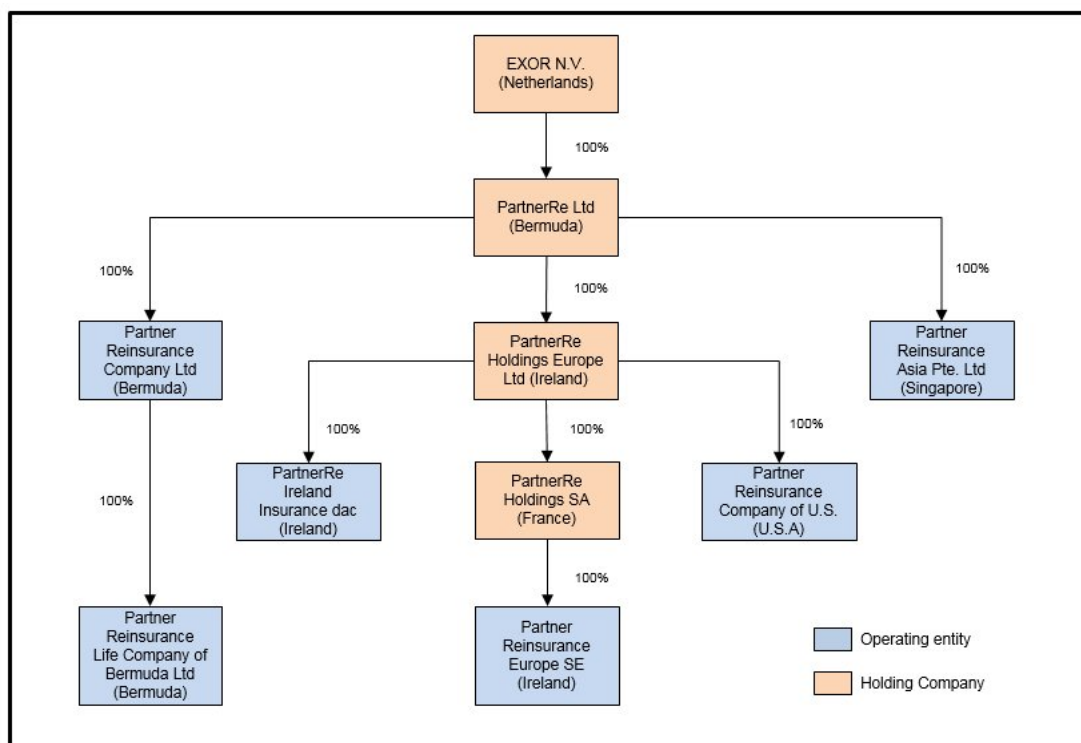 EXOR N.V.
(Netherlands)
100%
PartnerRe Ltd
(Bermuda)
100%
100%
100%
Partner
Reinsurance
Company Ltd
(Bermuda)
PartnerRe
Holdings Europe
Ltd (Ireland)
Partner
Reinsurance
Asia Pte. Ltd
(Singapore)
100%
100%
100%
100%
PartnerRe
Ireland
Insurance dac
(Ireland)
PartnerRe
Holdings SA
(France)
Partner
Reinsurance
Company of U.S.
(U.S.A)
100%
Partner
Reinsurance
Life Company of
Bermuda Ltd
(Bermuda)
Partner
Reinsurance
Europe SE
(Ireland)
Operating entity
Holding Company